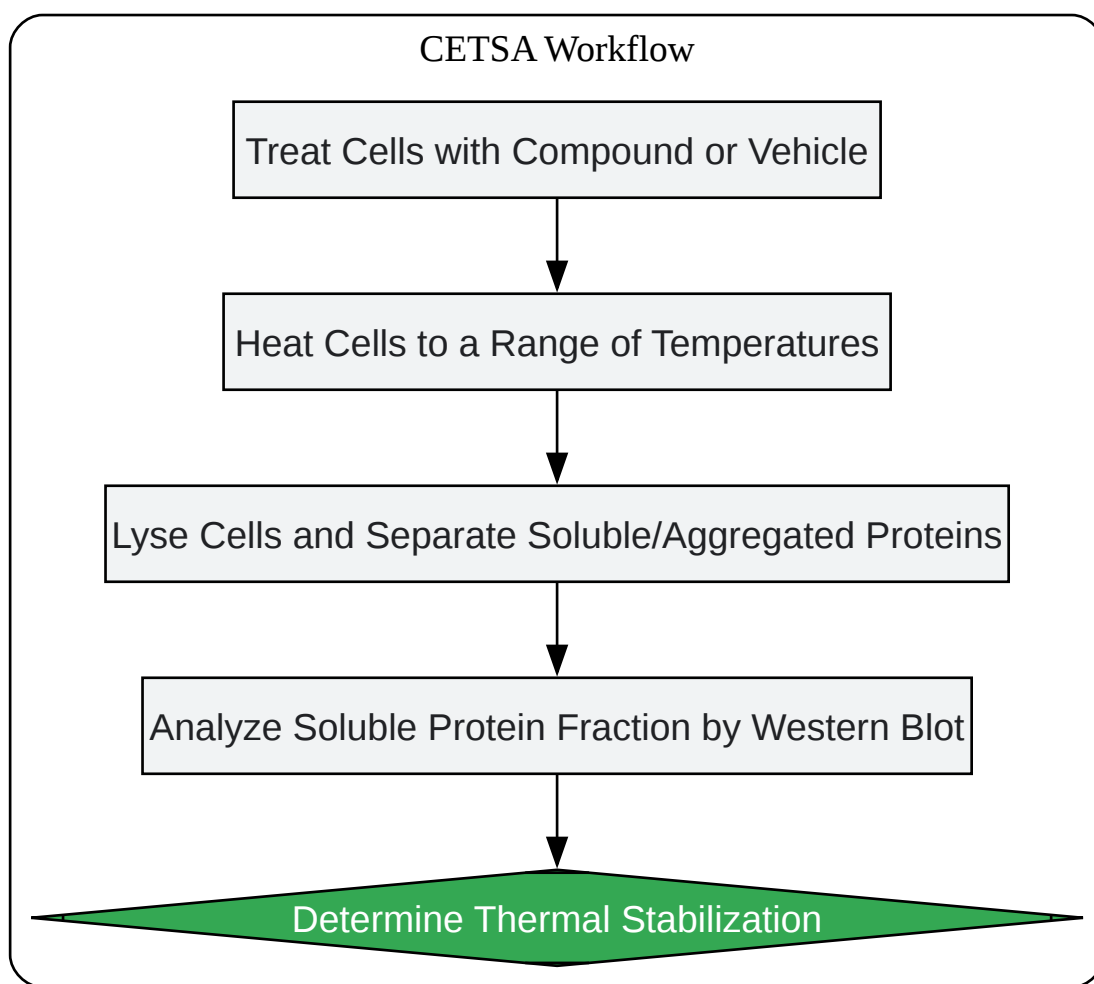 CETSA Workflow
Treat Cells with Compound or Vehicle
Heat Cells to a Range of Temperatures
Lyse Cells and Separate Soluble/Aggregated Proteins
Analyze Soluble Protein Fraction by Western Blot
Determine Thermal Stabilization